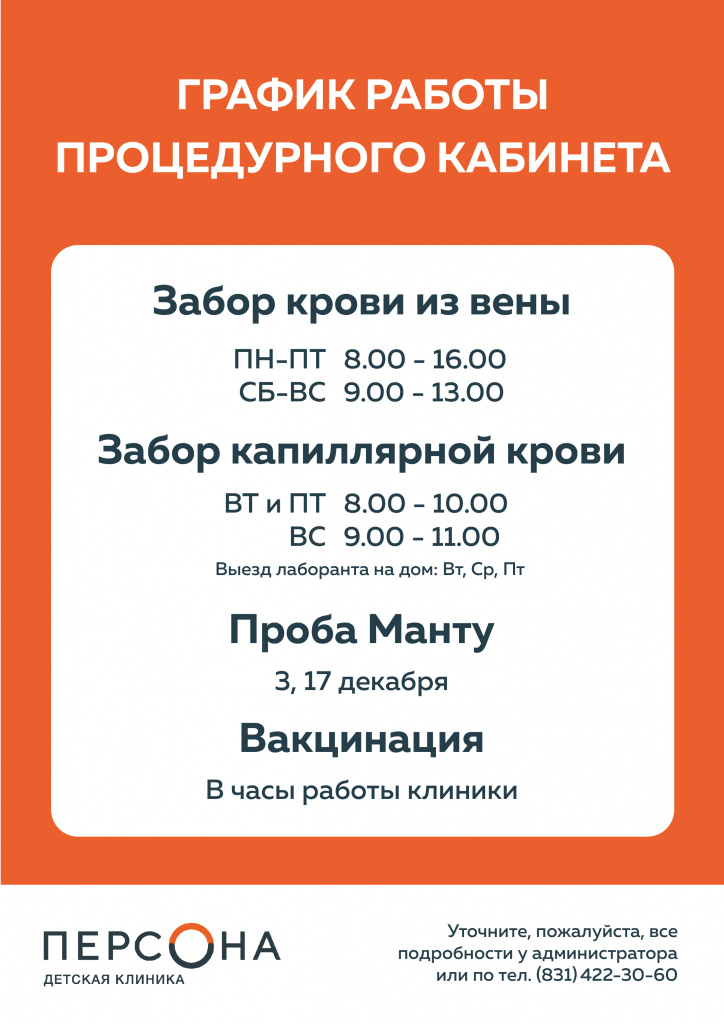 ГРАФИК РАБОТЫ
ПРОЦЕДУРНОГО КАБИНЕТА
Забор крови из вены
ПН-ПТ 8.00 - 16.00
СБ-ВС 9.00 - 13.00
Забор капиллярной крови
ВТ и ПТ 8.00 - 10.00
ВС 9.00 - 11.00
Выезд лаборанта на дом: Вт, Ср, Пт
Проба Манту
3, 17 декабря
Вакцинация
В часы работы клиники
ПЕРСОНА
ДЕТСКАЯ КЛИНИКА
Уточните, пожалуйста, все
подробности у администратора
или по тел. (831) 422-30-60